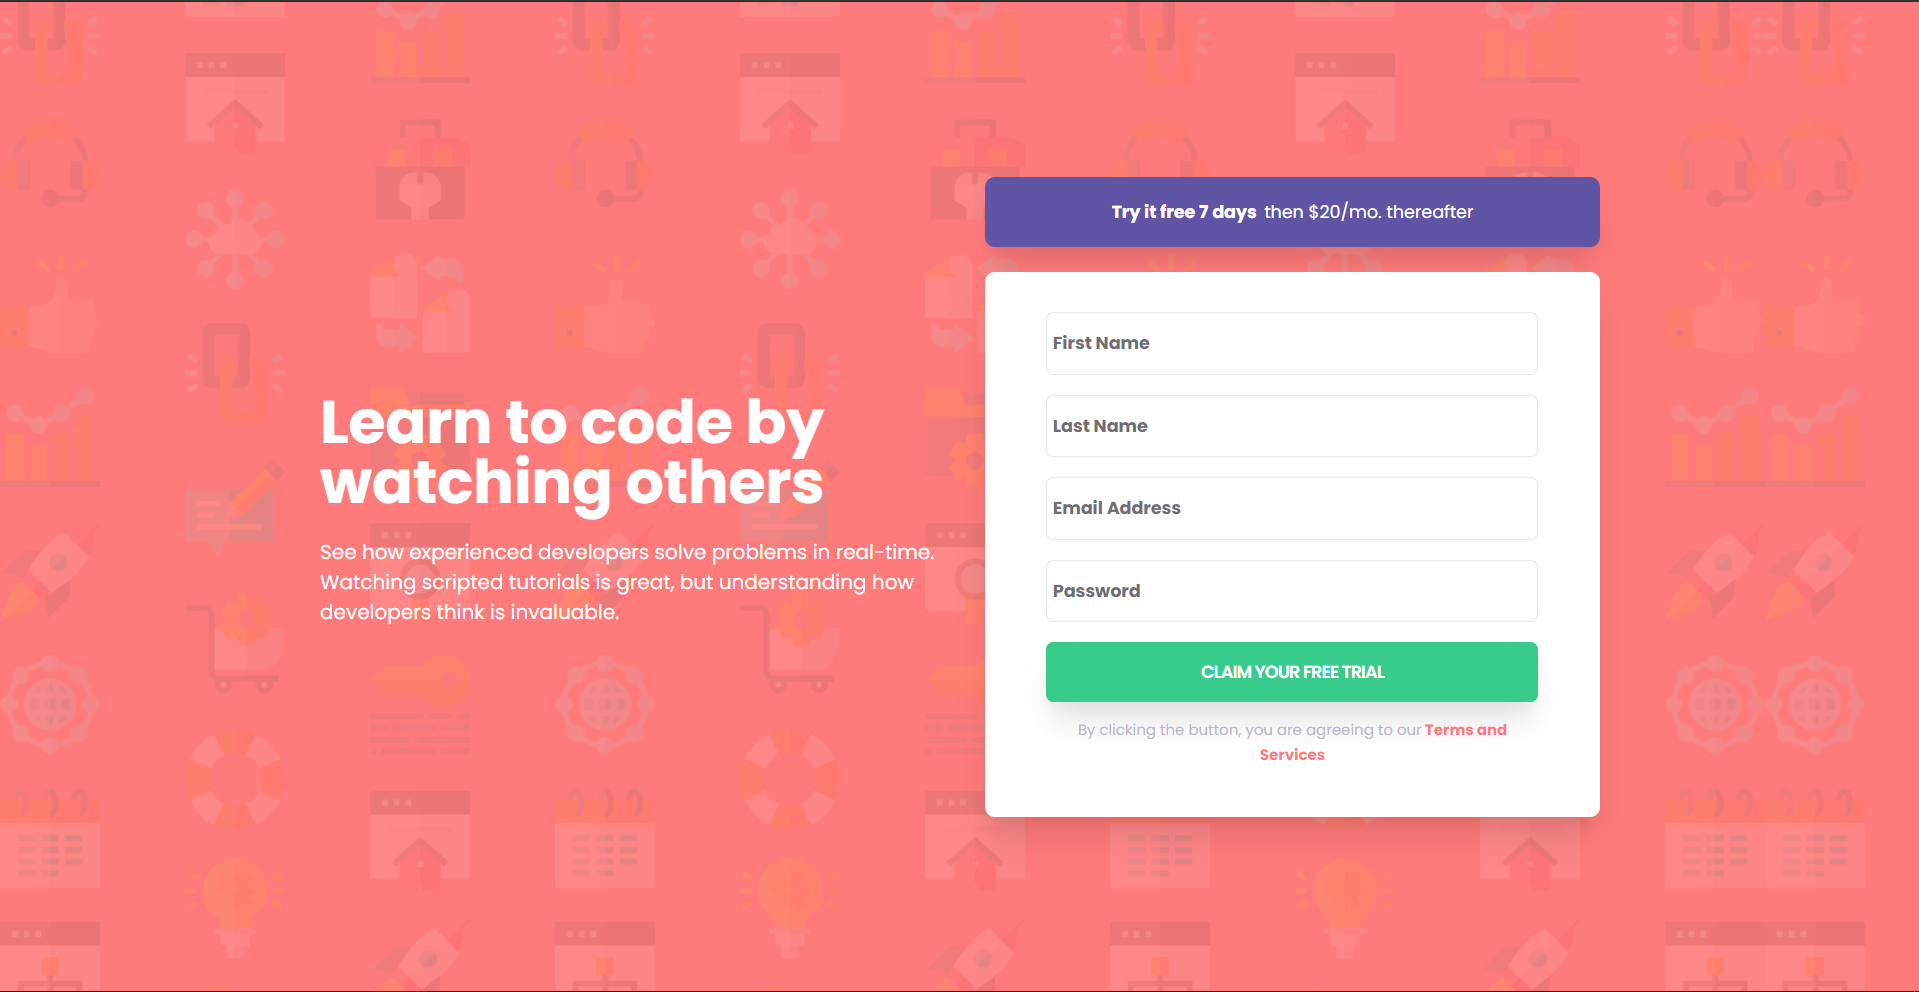 Learn to code by
watching others
See how experienced developers solve problems in real-time.
Watching scripted tutorials is great, but understanding how
developers think is invaluable.
Try it free 7 days then $20/mo. thereafter
First Name
Last Name
Email Address
Password
CLAIM YOUR FREE TRIAL
By clicking the button, you are agreeing to our Terms and
Services